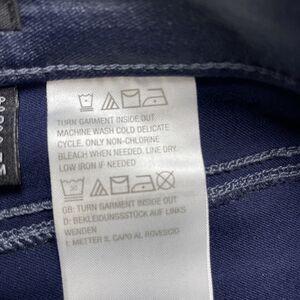 TURN GARMENT INSIDE OUT
MACHINE WASH COLD DELICATE
CYCLE. ONLY NON-CHLORINE
BLEACH WHEN NEEDED. LINE DRY.
LOW IRON IF NEEDED
GB: TURN GARMENT INSIDE OUT
D: BEKLEIDUNGSSTÜCK AUF LINKS
WENDEN
I: METTER IL CAPO AL ROVESCIO